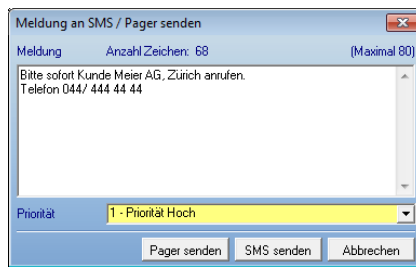 Meldung an SMS / Pager senden
Meldung Anzahl Zeichen: 68 (Maximal 80)
Bitte sofort Kunde Meier AG, Zürich anrufen.
Telefon 044/ 444 44 44
Priorität 1 - Priorität Hoch
Pager senden SMS senden Abbrechen